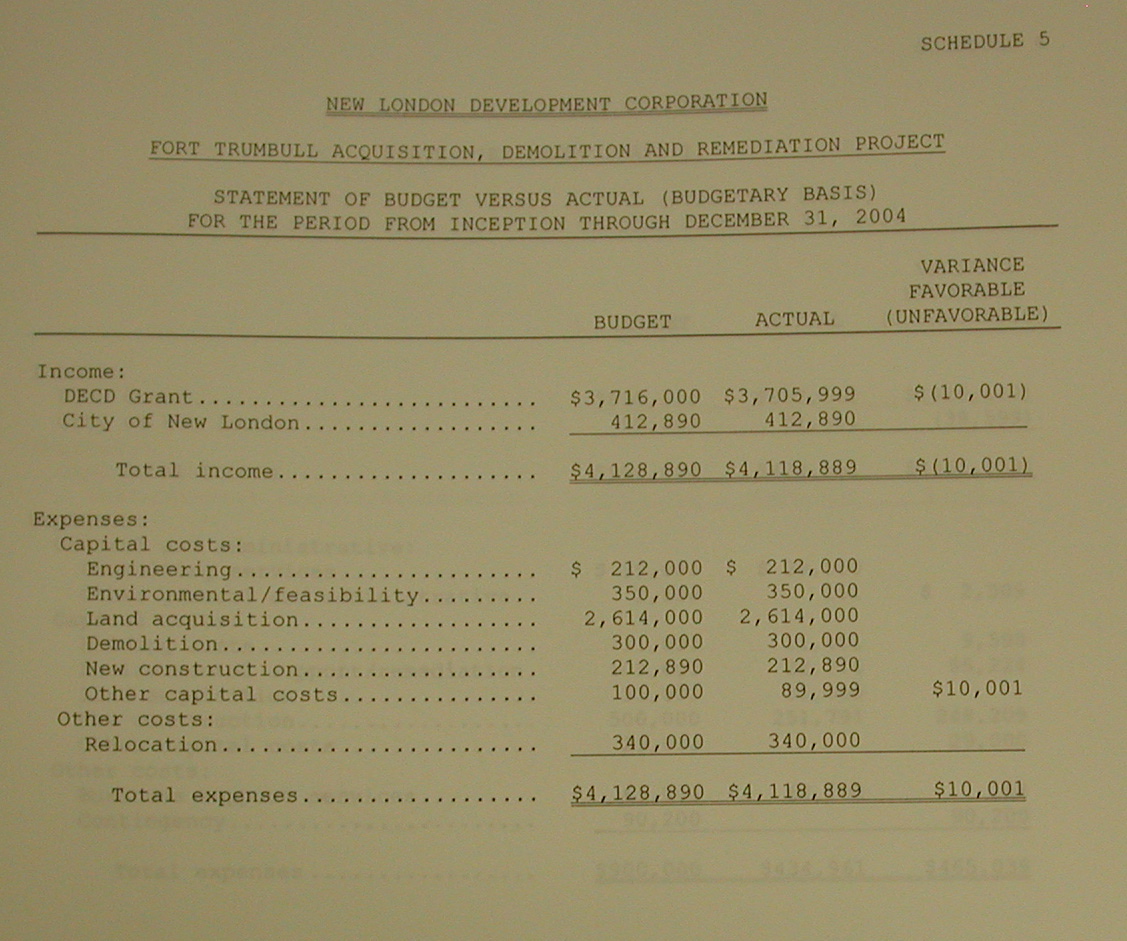 SCHEDULE 5
NEW LONDON DEVELOPMENT CORPORATION
FORT TRUMBULL ACQUISITION, DEMOLITION AND REMEDIATION PROJECT
STATEMENT OF BUDGET VERSUS ACTUAL (BUDGETARY BASIS)
FOR THE PERIOD FROM INCEPTION THROUGH DECEMBER 31, 2004
VARIANCE
FAVORABLE
BUDGET ACTUAL (UNFAVORABLE)
Income:
DECD Grant.......................... $3,716,000 $3,705,999 $(10,001)
City of New London.................. 412,890 412,890
Total income.................... $4,128,890 $4,118,889 $(10,001)
Expenses:
Capital costs:
Engineering....................... $ 212,000 $ 212,000
Environmental/feasibility......... 350,000 350,000
Land acquisition.................. 2,614,000 2,614,000
Demolition........................ 300,000 300,000
New construction.................. 212,890 212,890
Other capital costs............... 100,000 89,999 $10,001
Other costs:
Relocation........................ 340,000 340,000
Total expenses.................. $4,128,890 $4,118,889 $10,001
Contingency
Total expenses